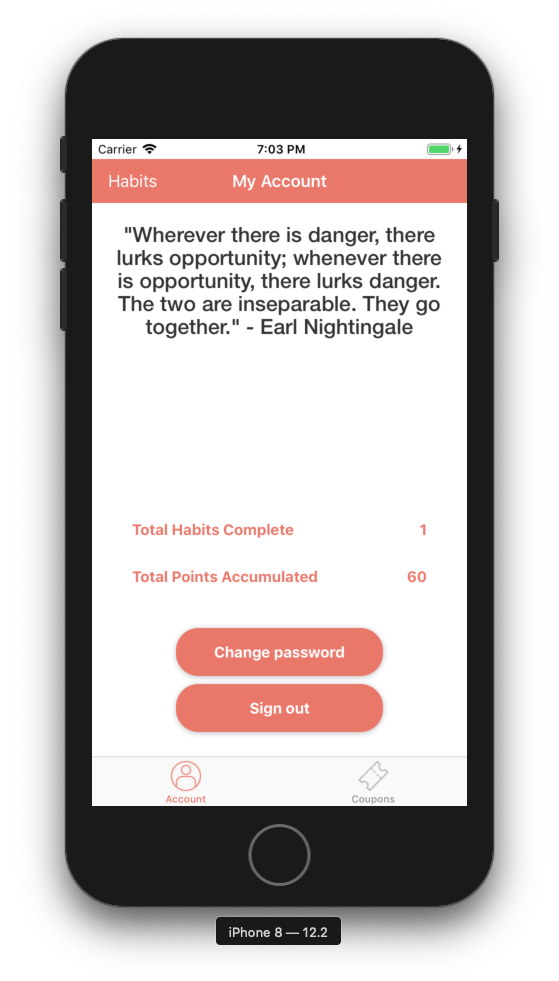 Carrier 7:03 PM
Habits My Account
"Wherever there is danger, there
lurks opportunity; whenever there
is opportunity, there lurks danger.
The two are inseparable. They go
together." - Earl Nightingale
Total Habits Complete 1
Total Points Accumulated 60
Change password
Sign out
Account Coupons
iPhone 8 — 12.2